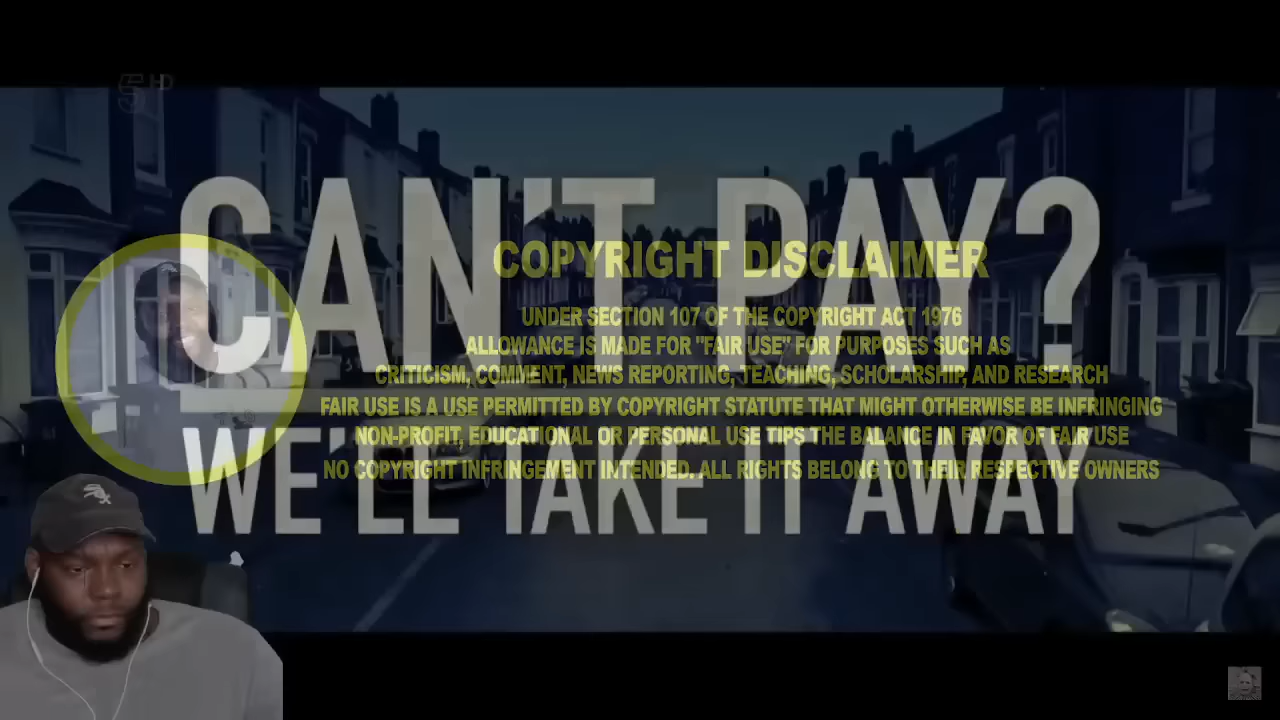 5 HD
CAN'T PAY?
COPYRIGHT DISCLAIMER
UNDER SECTION 107 OF THE COPYRIGHT ACT 1976
ALLOWANCE IS MADE FOR "FAIR USE" FOR PURPOSES SUCH AS
CRITICISM, COMMENT, NEWS REPORTING, TEACHING, SCHOLARSHIP, AND RESEARCH
FAIR USE IS A USE PERMITTED BY COPYRIGHT STATUTE THAT MIGHT OTHERWISE BE INFRINGING
NON-PROFIT, EDUCATIONAL OR PERSONAL USE TIPS THE BALANCE IN FAVOR OF FAIR USE
NO COPYRIGHT INFRINGEMENT INTENDED. ALL RIGHTS BELONG TO THEIR RESPECTIVE OWNERS
WE'LL TAKE IT AWAY
SOX